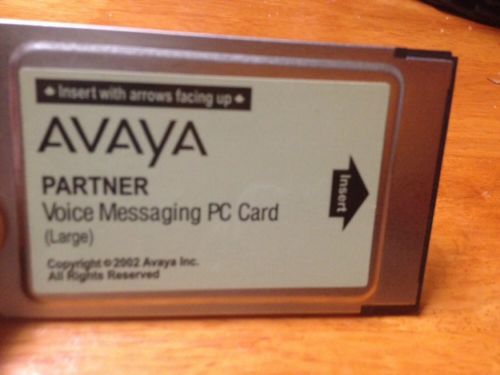 Insert with arrows facing up
AVAYA
PARTNER
Voice Messaging PC Card
(Large)
Insert
Copyright © 2002 Avaya Inc.
All Rights Reserved